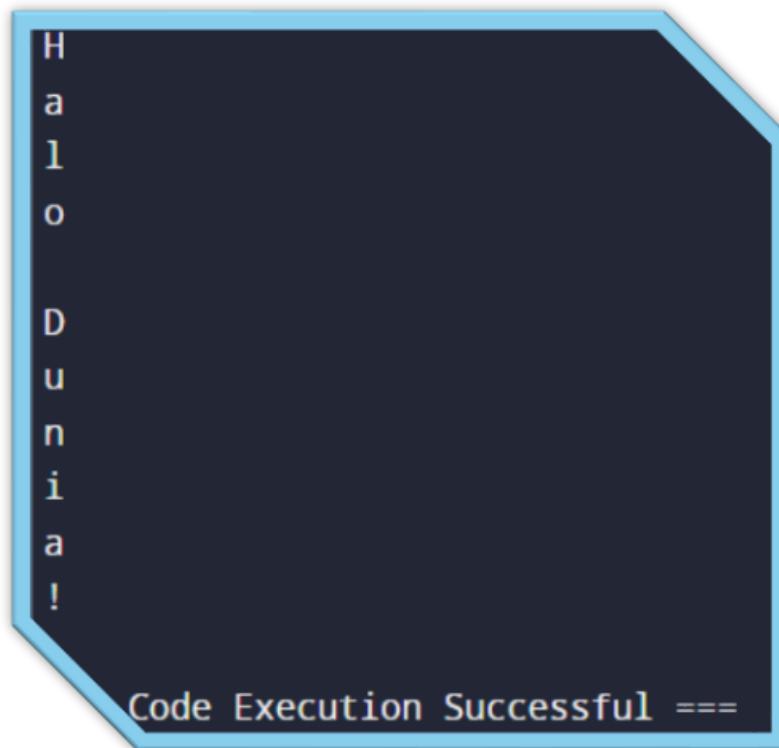 H
a
l
o
D
u
n
i
a
!
Code Execution Successful ===